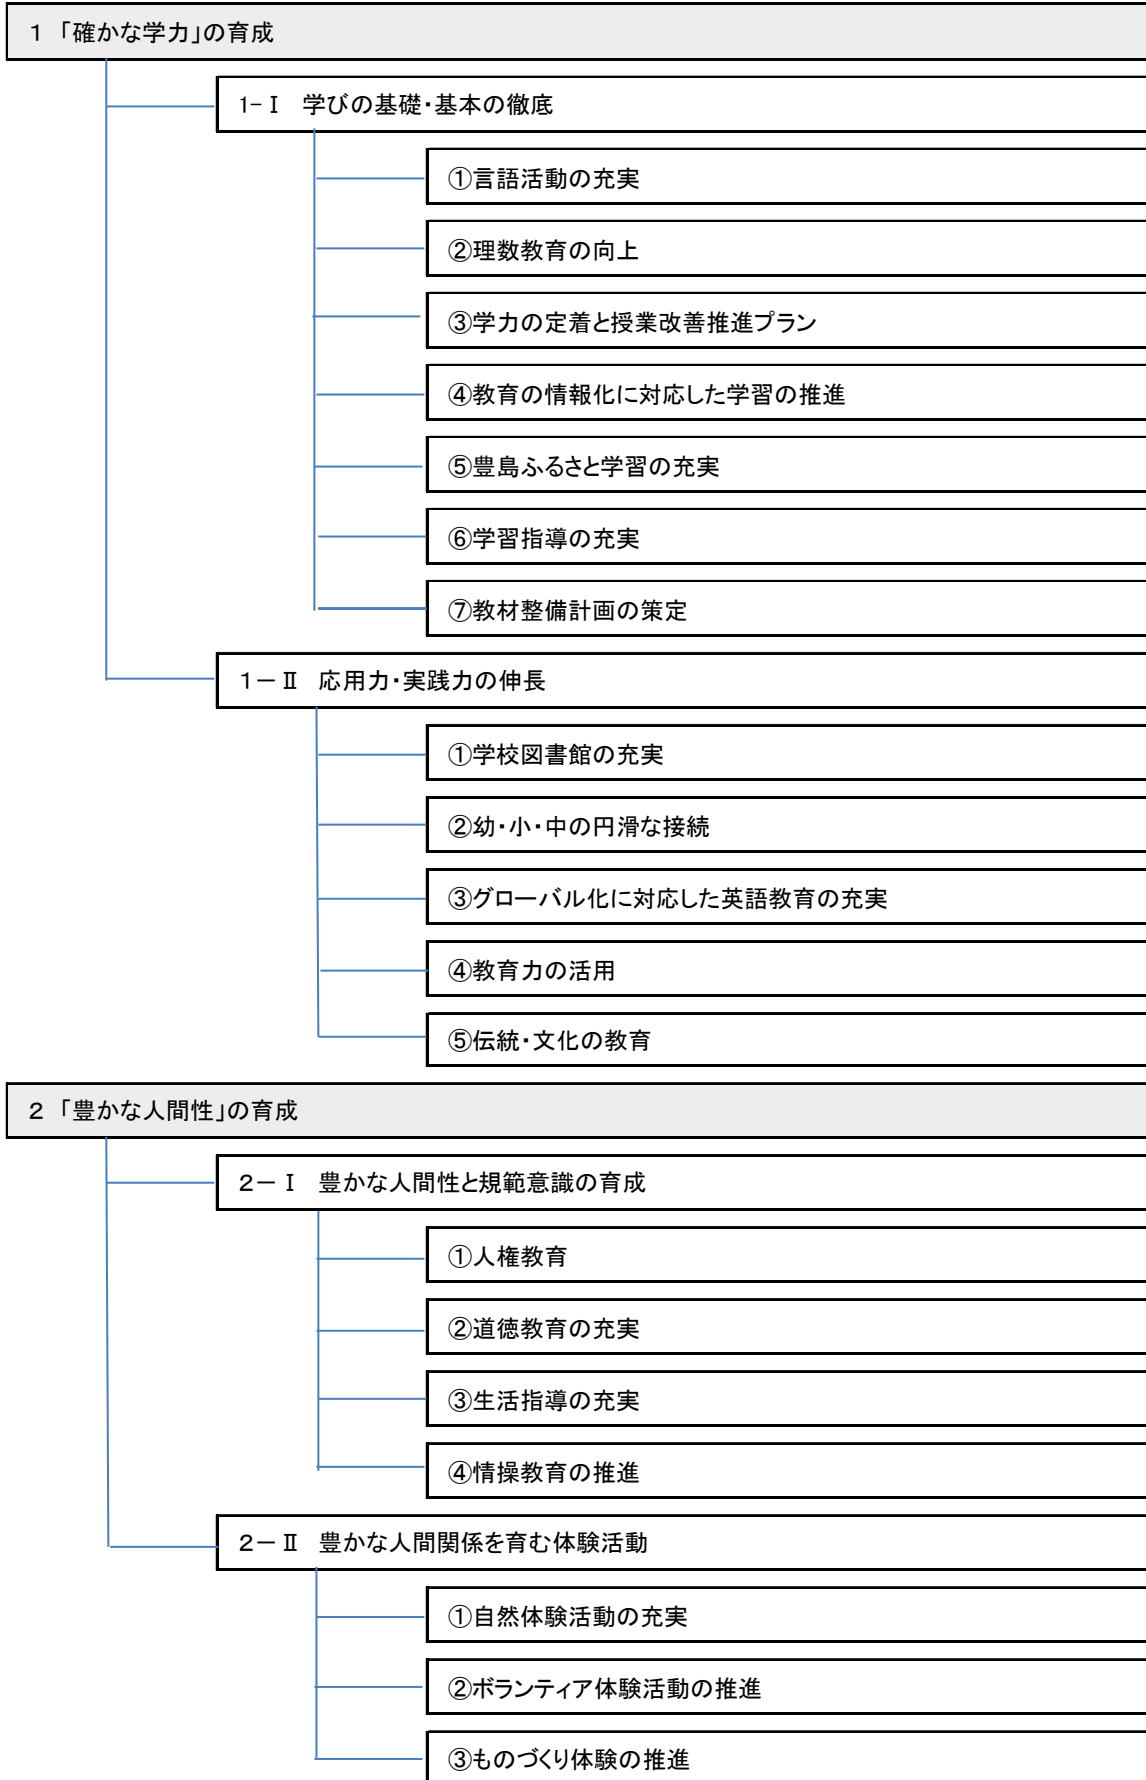 １ 「確かな学力」の育成
1-Ⅰ　学びの基礎・基本の徹底
①言語活動の充実
②理数教育の向上
③学力の定着と授業改善推進プラン
④教育の情報化に対応した学習の推進
⑤豊島ふるさと学習の充実
⑥学習指導の充実
⑦教材整備計画の策定
１－Ⅱ　応用力・実践力の伸長
①学校図書館の充実
②幼・小・中の円滑な接続
③グローバル化に対応した英語教育の充実
④教育力の活用
⑤伝統・文化の教育
２ 「豊かな人間性」の育成
２－Ⅰ　豊かな人間性と規範意識の育成
①人権教育
②道徳教育の充実
③生活指導の充実
④情操教育の推進
２－Ⅱ　豊かな人間関係を育む体験活動
①自然体験活動の充実
②ボランティア体験活動の推進
③ものづくり体験の推進